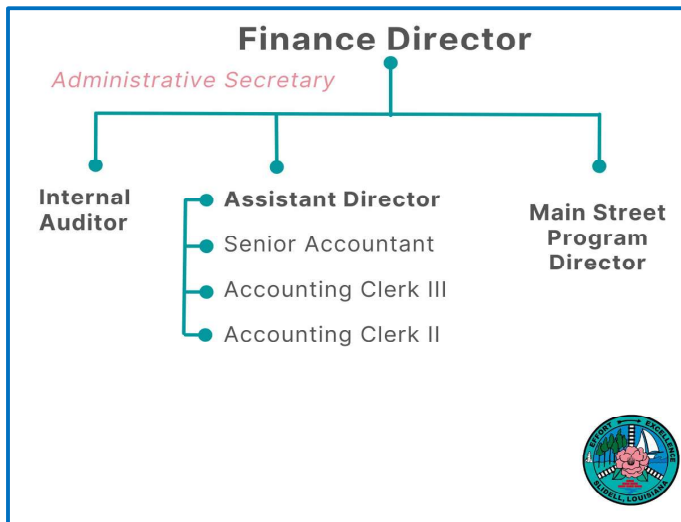 Finance Director
Administrative Secretary
Internal
Auditor
Assistant Director
Senior Accountant
Accounting Clerk III
Accounting Clerk II
Main Street
Program
Director
EFFORT EXCELLENCE
SLIDELL, LOUISIANA